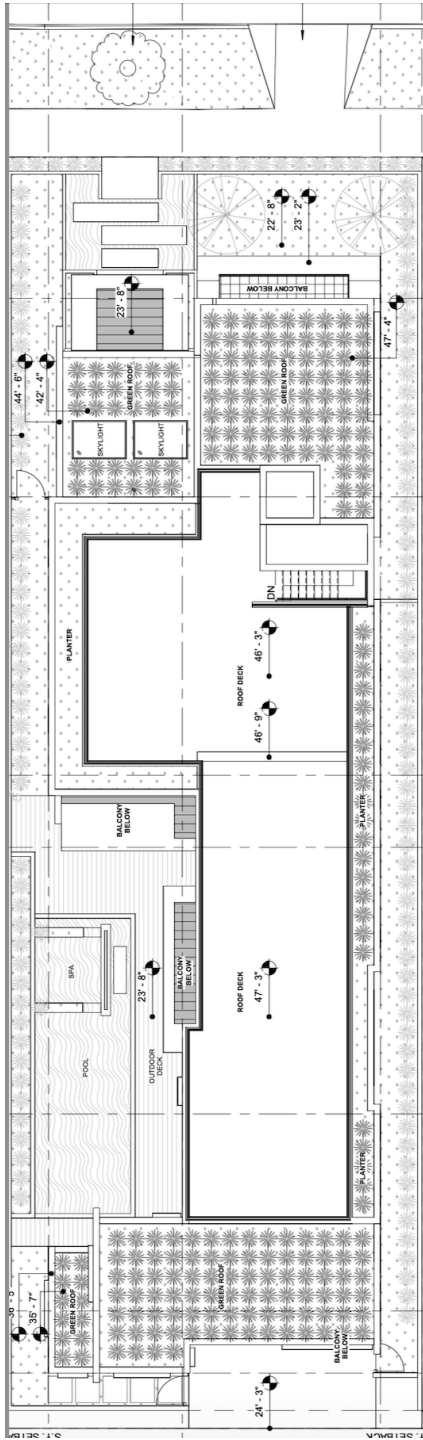 22' - 8"
23' - 2"
BALCONY BELOW
23' - 8"
47' - 4"
44' - 6"
42' - 4"
GREEN ROOF
GREEN ROOF
SKYLIGHT
SKYLIGHT
DN
PLANTER
46' - 3"
ROOF DECK
46' - 9"
BALCONY
BELOW
PLANTER
SPA
23' - 8"
BALCONY
BELOW
ROOF DECK
47' - 3"
POOL
OUTDOOR
DECK
PLANTER
35' - 7"
GREEN ROOF
GREEN ROOF
BALCONY
BELOW
24' - 3"